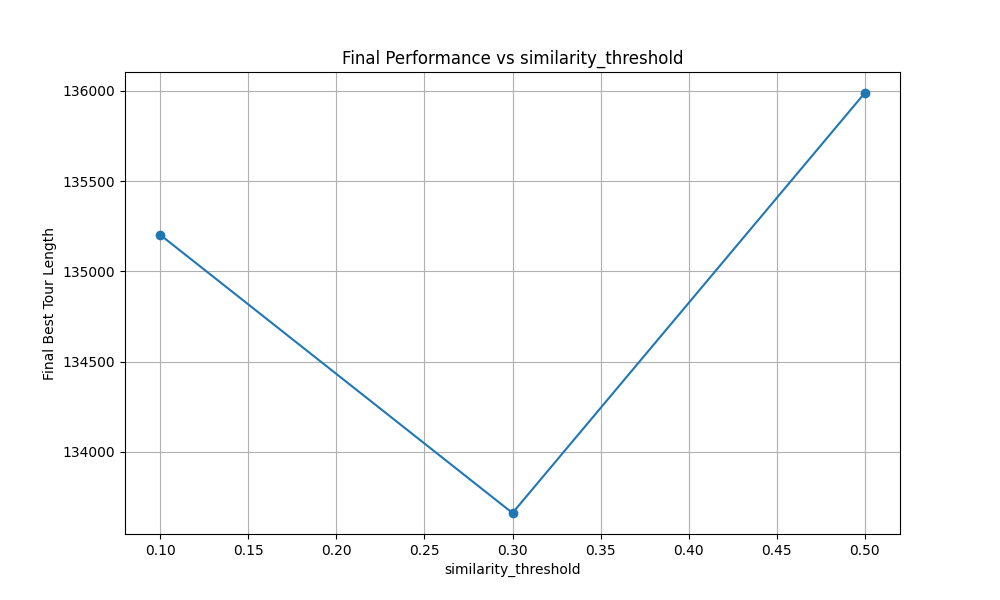 Final Performance vs similarity_threshold
Final Best Tour Length
136000
135500
135000
134500
134000
0.10 0.15 0.20 0.25 0.30 0.35 0.40 0.45 0.50
similarity_threshold